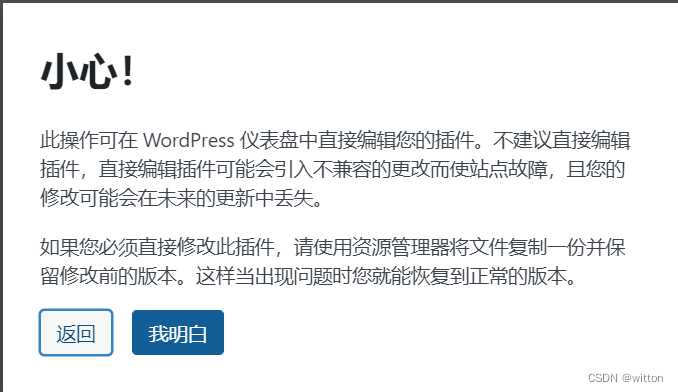 小心！
此操作可在 WordPress 仪表盘中直接编辑您的插件。不建议直接编辑
插件，直接编辑插件可能会引入不兼容的更改而使站点故障，且您的
修改可能会在未来的更新中丢失。
如果您必须直接修改此插件，请使用资源管理器将文件复制一份并保
留修改前的版本。这样当出现问题时您就能恢复到正常的版本。
返回 我明白
CSDN @witton